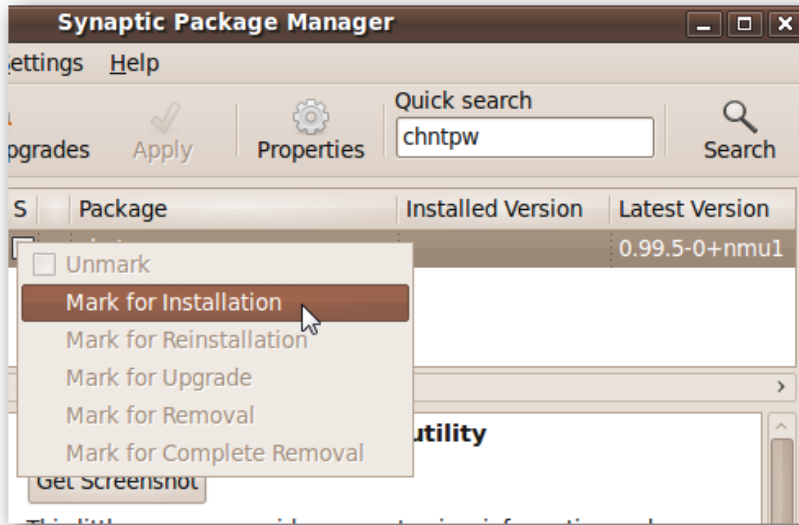 Synaptic Package Manager
ettings Help
Quick search
chntpw
pgrades Apply Properties Search
S Package Installed Version Latest Version
0.99.5-0+nmu1
Unmark
Mark for Installation
Mark for Reinstallation
Mark for Upgrade
Mark for Removal
Mark for Complete Removal
utility
Get Screenshot